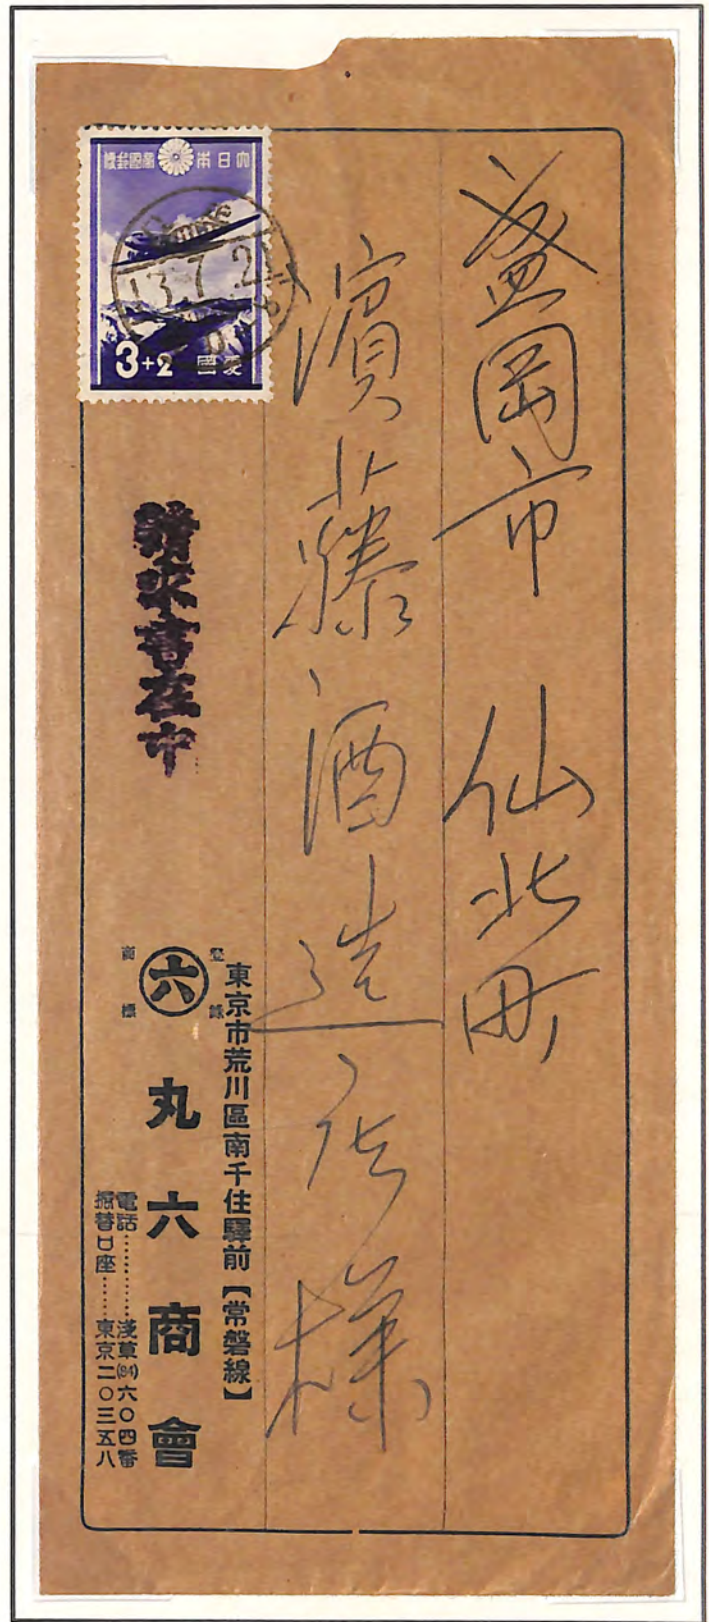 盛岡市 仙北町
濱藤酒造店様
大日本帝國郵便
13.7.2
3+2 愛國
請求書在中
登録
商標
六
東京市荒川區南千住驛前【常磐線】
丸六商會
電話…………淺草(84)六〇四番
振替口座……東京二〇三五八